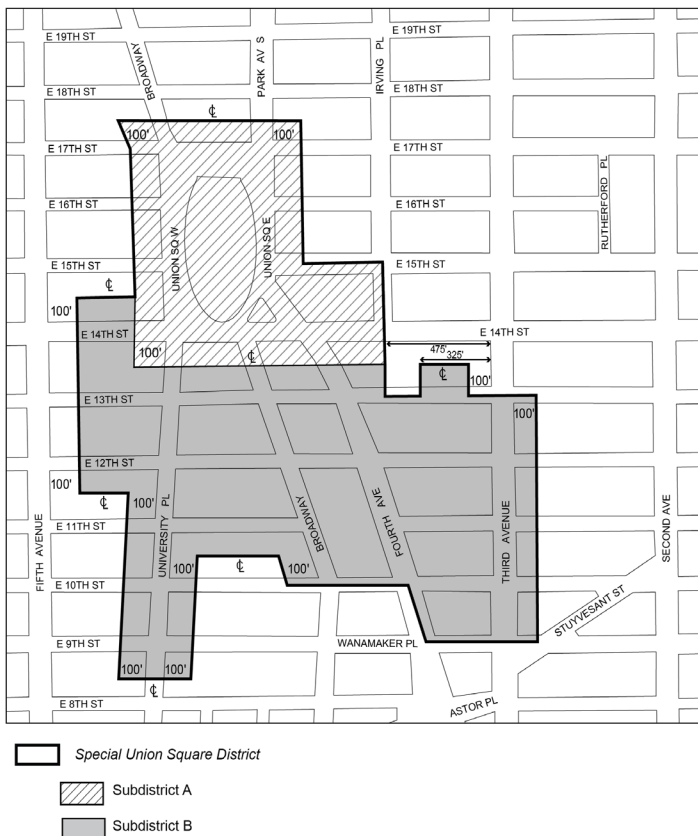 E 19TH ST
E 19TH ST
BROADWAY
PARK AV S
IRVING PL
E 18TH ST
E 18TH ST
℄
100'
100'
E 17TH ST
E 17TH ST
RUTHERFORD PL
E 16TH ST
E 16TH ST
UNION SQ W
UNION SQ E
E 15TH ST
E 15TH ST
℄
100'
E 14TH ST
E 14TH ST
475'
325'
100'
℄
℄
100'
E 13TH ST
100'
E 12TH ST
100'
℄
100'
UNIVERSITY PL
BROADWAY
FOURTH AVE
THIRD AVENUE
SECOND AVE
FIFTH AVENUE
E 11TH ST
100'
℄
100'
E 10TH ST
STUYVESANT ST
E 9TH ST
WANAMAKER PL
100'
100'
℄
E 8TH ST
ASTOR PL
Special Union Square District
Subdistrict A
Subdistrict B